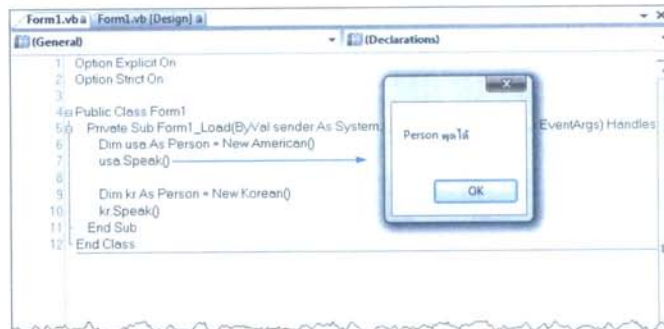 Form1.vb Form1.vb [Design]
(General) (Declarations)
1 Option Explicit On
2 Option Strict On
3
4 Public Class Form1
5 Private Sub Form1_Load(ByVal sender As System. EventArgs) Handles
6 Dim usa As Person = New American()
7 usa.Speak()
8
9 Dim kr As Person = New Korean()
10 kr.Speak()
11 End Sub
12 End Class
Person พูดได้
OK